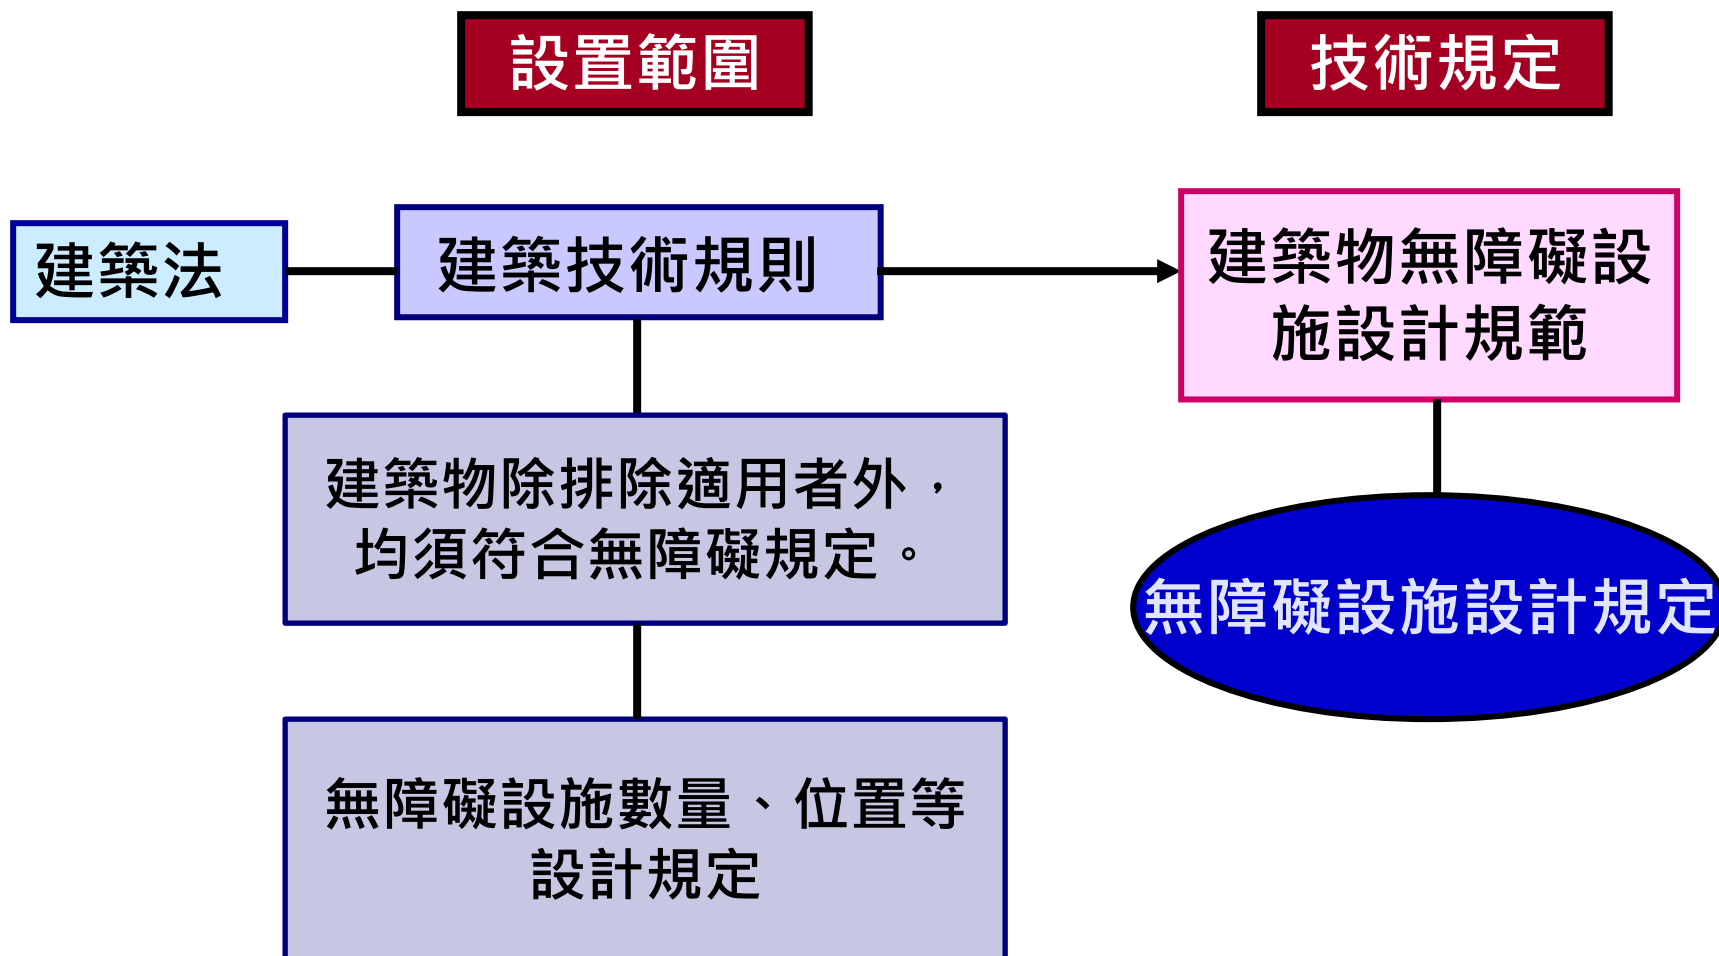 設置範圍
技術規定
建築法
建築技術規則
建築物無障礙設
施設計規範
建築物除排除適用者外，
均須符合無障礙規定。
無障礙設施設計規定
無障礙設施數量、位置等
設計規定